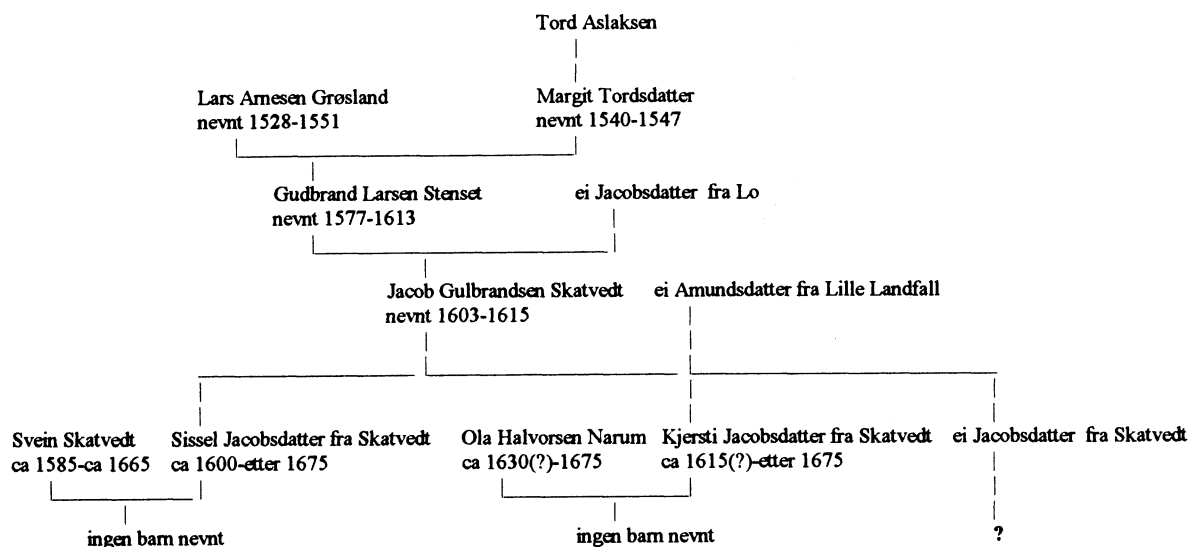 Tord Aslaksen
Lars Arnesen Grøsland
nevnt 1528-1551
Margit Tordsdatter
nevnt 1540-1547
Gudbrand Larsen Stenset
nevnt 1577-1613
ei Jacobsdatter fra Lo
Jacob Gulbrandsen Skatvedt
nevnt 1603-1615
ei Amundsdatter fra Lille Landfall
Svein Skatvedt
ca 1585-ca 1665
Sissel Jacobsdatter fra Skatvedt
ca 1600-etter 1675
Ola Halvorsen Narum
ca 1630(?)-1675
Kjersti Jacobsdatter fra Skatvedt
ca 1615(?)-etter 1675
ei Jacobsdatter fra Skatvedt
ingen barn nevnt
ingen barn nevnt
?